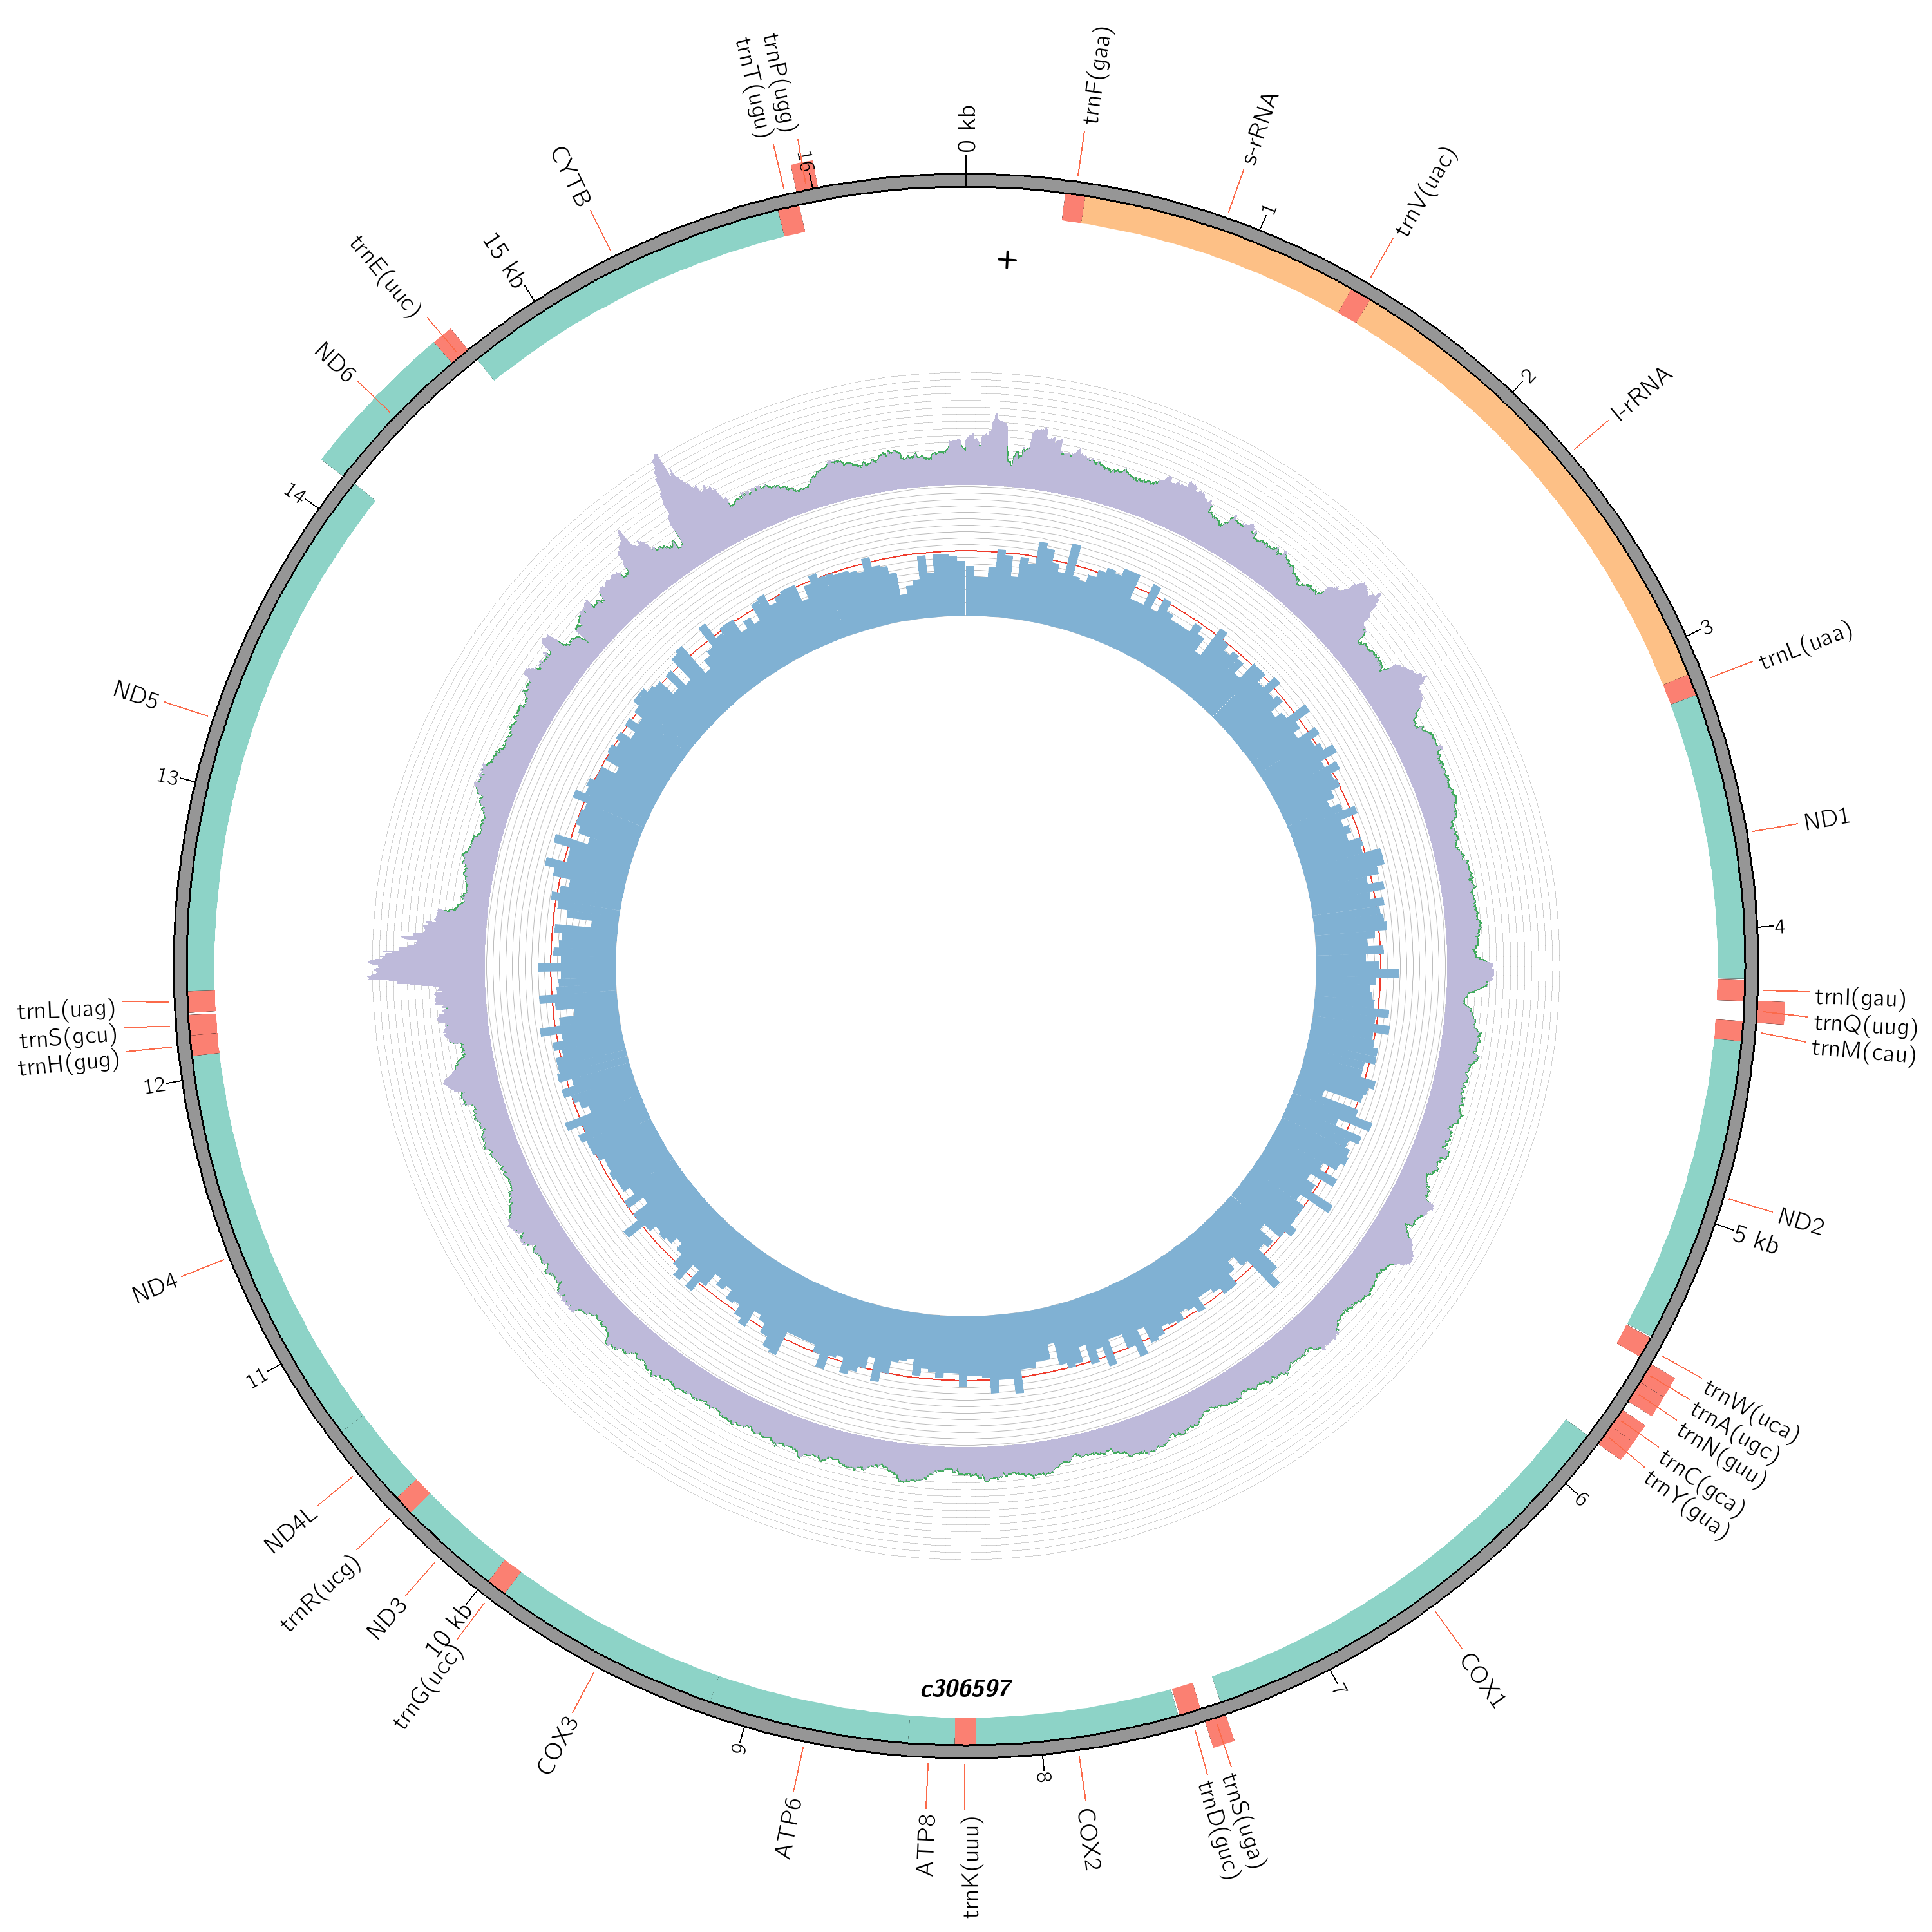 0 kb
trnF(gaa)
s-rRNA
1
trnV(uac)
2
l-rRNA
3
trnL(uaa)
ND1
4
trnI(gau)
trnQ(uug)
trnM(cau)
ND2
5 kb
trnW(uca)
trnA(ugc)
trnN(guu)
trnC(gca)
trnY(gua)
6
COX1
7
trnS(uga)
trnD(guc)
COX2
8
trnK(uuu)
ATP8
ATP6
9
COX3
trnG(ucc)
10 kb
ND3
trnR(ucg)
ND4L
11
ND4
12
trnH(gug)
trnS(gcu)
trnL(uag)
13
ND5
14
ND6
trnE(uuc)
15 kb
CYTB
trnT(ugu)
trnP(ugg)
16
+
c306597